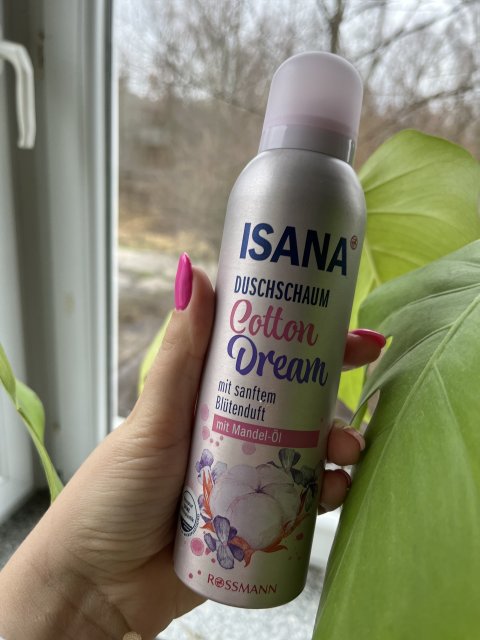 ISANA
DUSCHSCHAUM
Cotton
Dream
mit sanftem
Blütenduft
mit Mandel-Öl
ROSSMANN